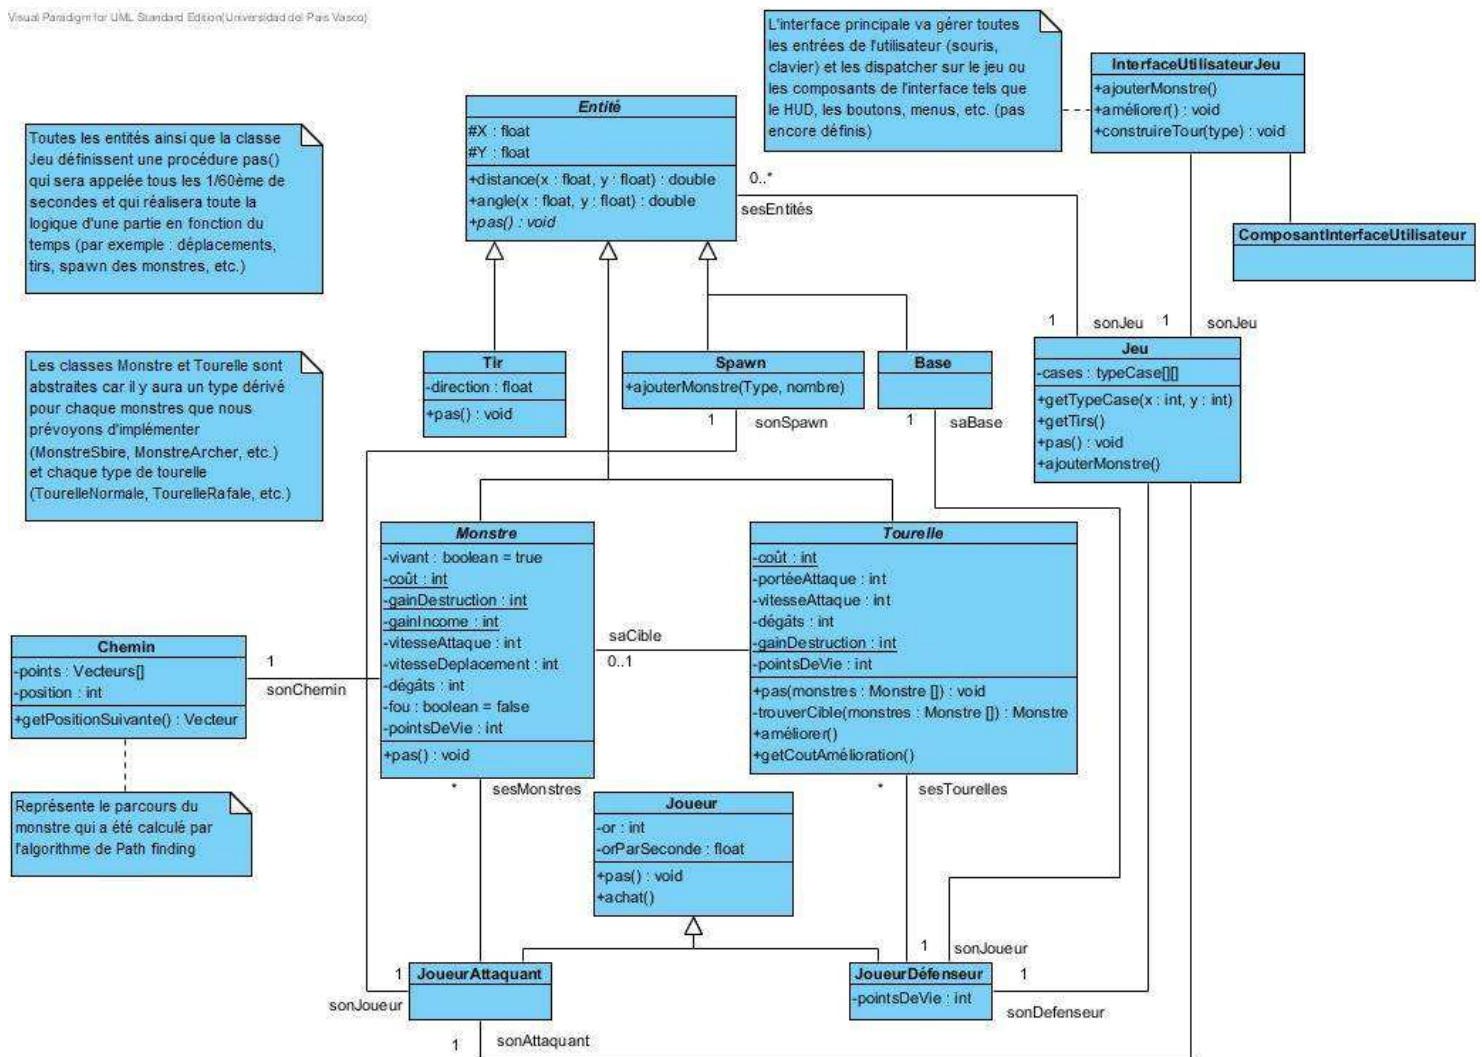 Visual Paradigm for UML Standard Edition(Universidad del Pais Vasco)
L'interface principale va gérer toutes
les entrées de l'utilisateur (souris,
clavier) et les dispatcher sur le jeu ou
les composants de l'interface tels que
le HUD, les boutons, menus, etc. (pas
encore définis)
InterfaceUtilisateurJeu
+ajouterMonstre()
+améliorer() : void
+construireTour(type) : void
Entité
#X : float
#Y : float
+distance(x : float, y : float) : double
+angle(x : float, y : float) : double
+pas() : void
0..*
sesEntités
Toutes les entités ainsi que la classe
Jeu définissent une procédure pas()
qui sera appelée tous les 1/60ème de
secondes et qui réalisera toute la
logique d'une partie en fonction du
temps (par exemple : déplacements,
tirs, spawn des monstres, etc.)
ComposantInterfaceUtilisateur
1
sonJeu
1
sonJeu
Les classes Monstre et Tourelle sont
abstraites car il y aura un type dérivé
pour chaque monstres que nous
prévoyons d'implémenter
(MonstreSbire, MonstreArcher, etc.)
et chaque type de tourelle
(TourelleNormale, TourelleRafale, etc.)
Tir
-direction : float
+pas() : void
Spawn
+ajouterMonstre(Type, nombre)
1
sonSpawn
Base
1
saBase
Jeu
-cases : typeCase[][]
+getTypeCase(x : int, y : int)
+getTirs()
+pas() : void
+ajouterMonstre()
Monstre
-vivant : boolean = true
-coût : int
-gainDestruction : int
-gainIncome : int
-vitesseAttaque : int
-vitesseDeplacement : int
-dégâts : int
-fou : boolean = false
-pointsDeVie : int
+pas() : void
saCible
0..1
Tourelle
-coût : int
-portéeAttaque : int
-vitesseAttaque : int
-dégâts : int
-gainDestruction : int
-pointsDeVie : int
+pas(monstres : Monstre []) : void
-trouverCible(monstres : Monstre []) : Monstre
+améliorer()
+getCoutAmélioration()
Chemin
-points : Vecteurs[]
-position : int
+getPositionSuivante() : Vecteur
1
sonChemin
Représente le parcours du
monstre qui a été calculé par
l'algorithme de Path finding
*
sesMonstres
*
sesTourelles
Joueur
-or : int
-orParSeconde : float
+pas() : void
+achat()
1
sonJoueur
JoueurAttaquant
1
sonJoueur
JoueurDéfenseur
-pointsDeVie : int
1
sonDefenseur
1
sonAttaquant